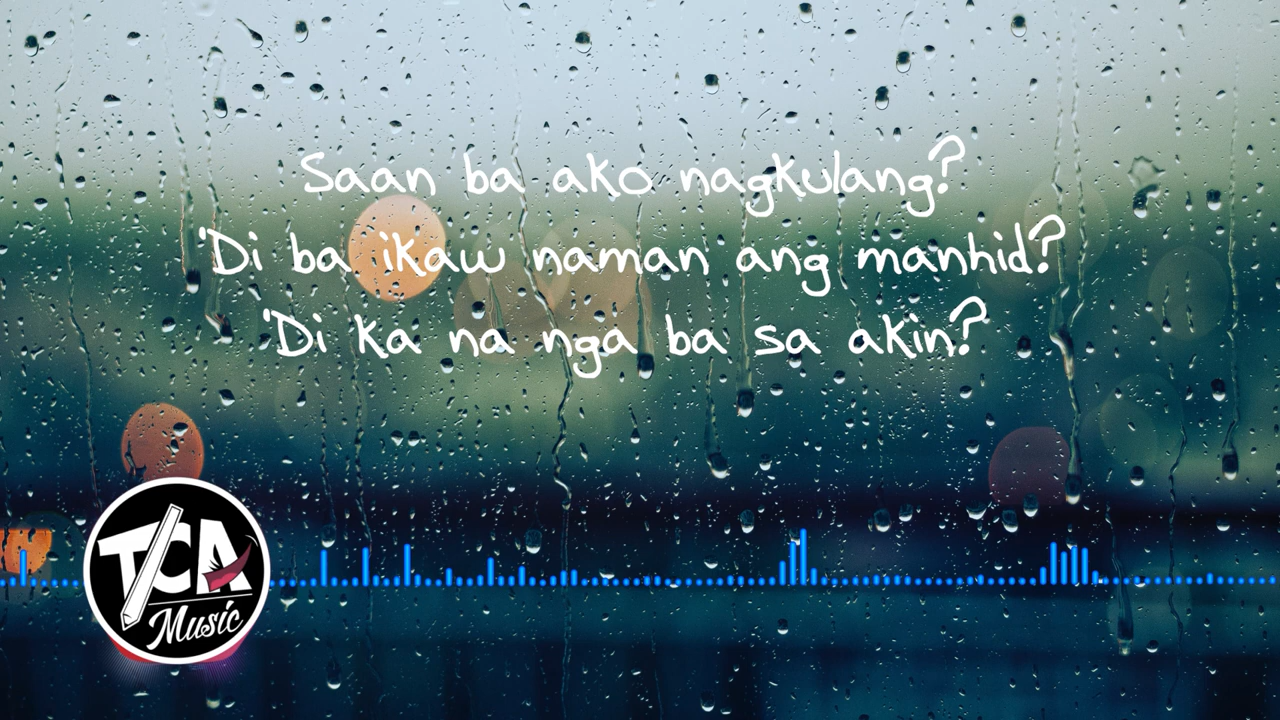 Saan ba ako nagkulang?
'Di ba ikaw naman ang manhid?
'Di ka na nga ba sa akin?
TCA
Music